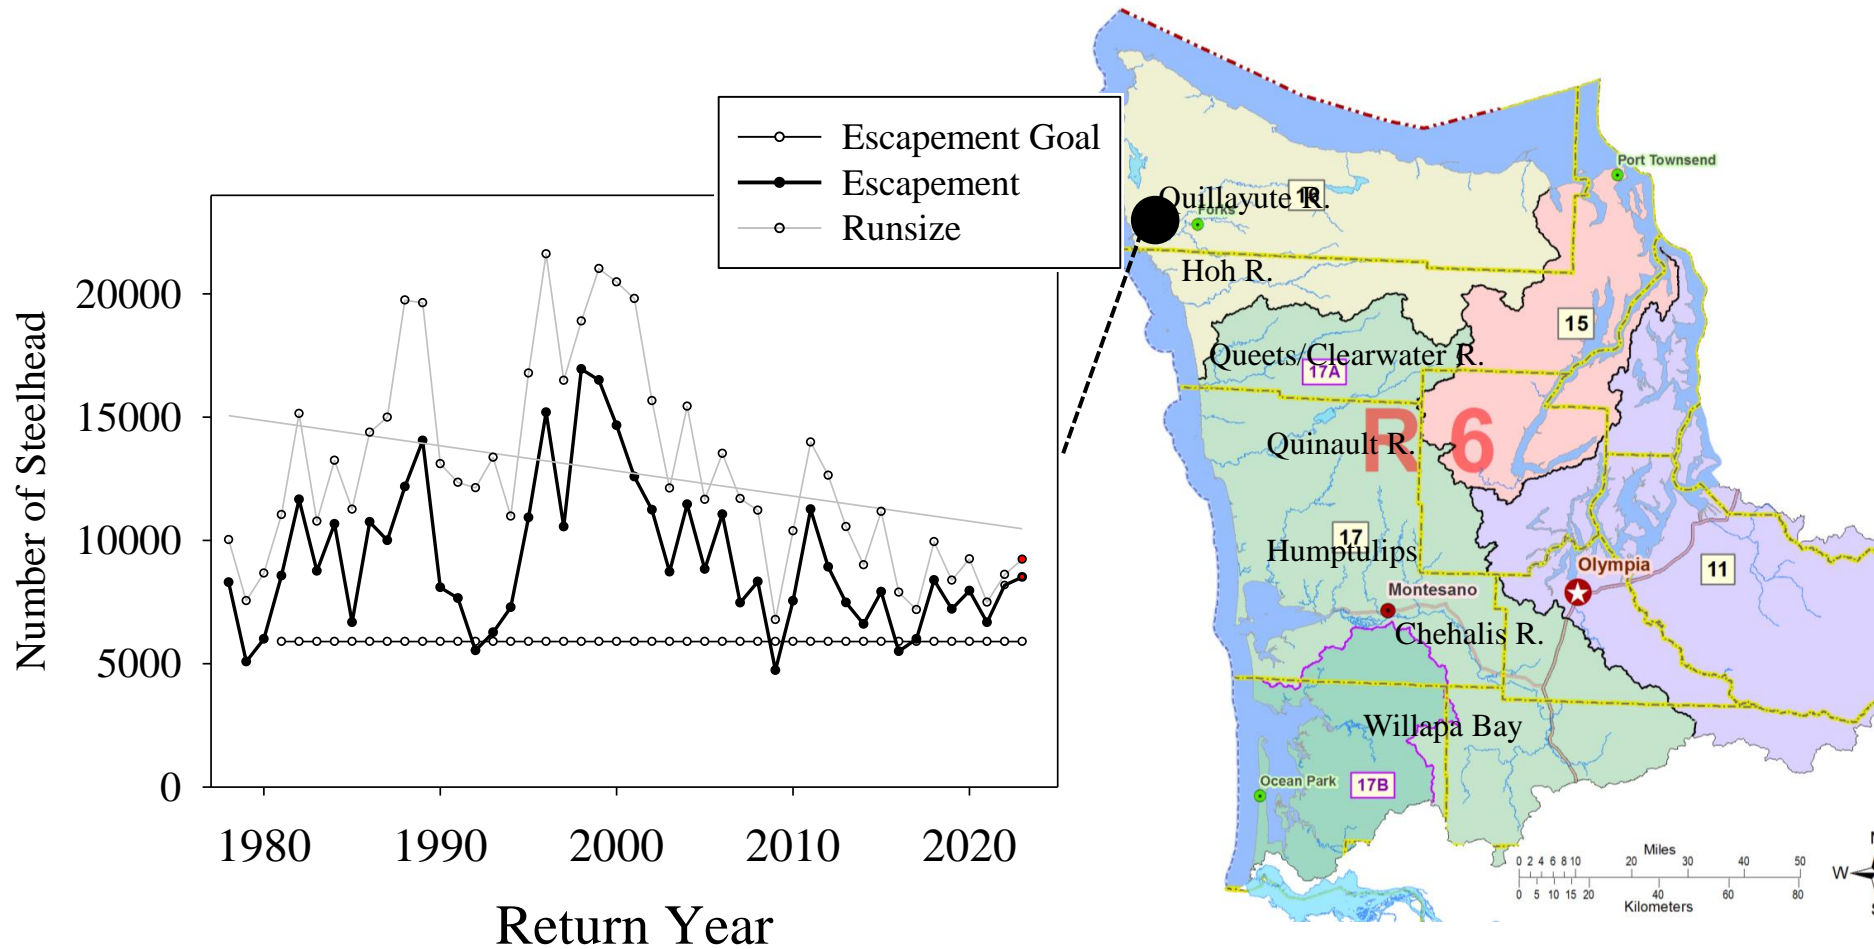 Escapement Goal
Escapement
Runsize
Number of Steelhead
20000
15000
10000
5000
0
1980
1990
2000
2010
2020
Return Year
Port Townsend
Quillayute R.
Forks
Hoh R.
15
Queets/Clearwater R.
17A
R 6
Quinault R.
17
Humptulips
Olympia
11
Montesano
Chehalis R.
Willapa Bay
Ocean Park
17B
Miles
0 2 4 6 8 10 20 30 40 50
0 5 10 15 20 40 60 80
Kilometers
W